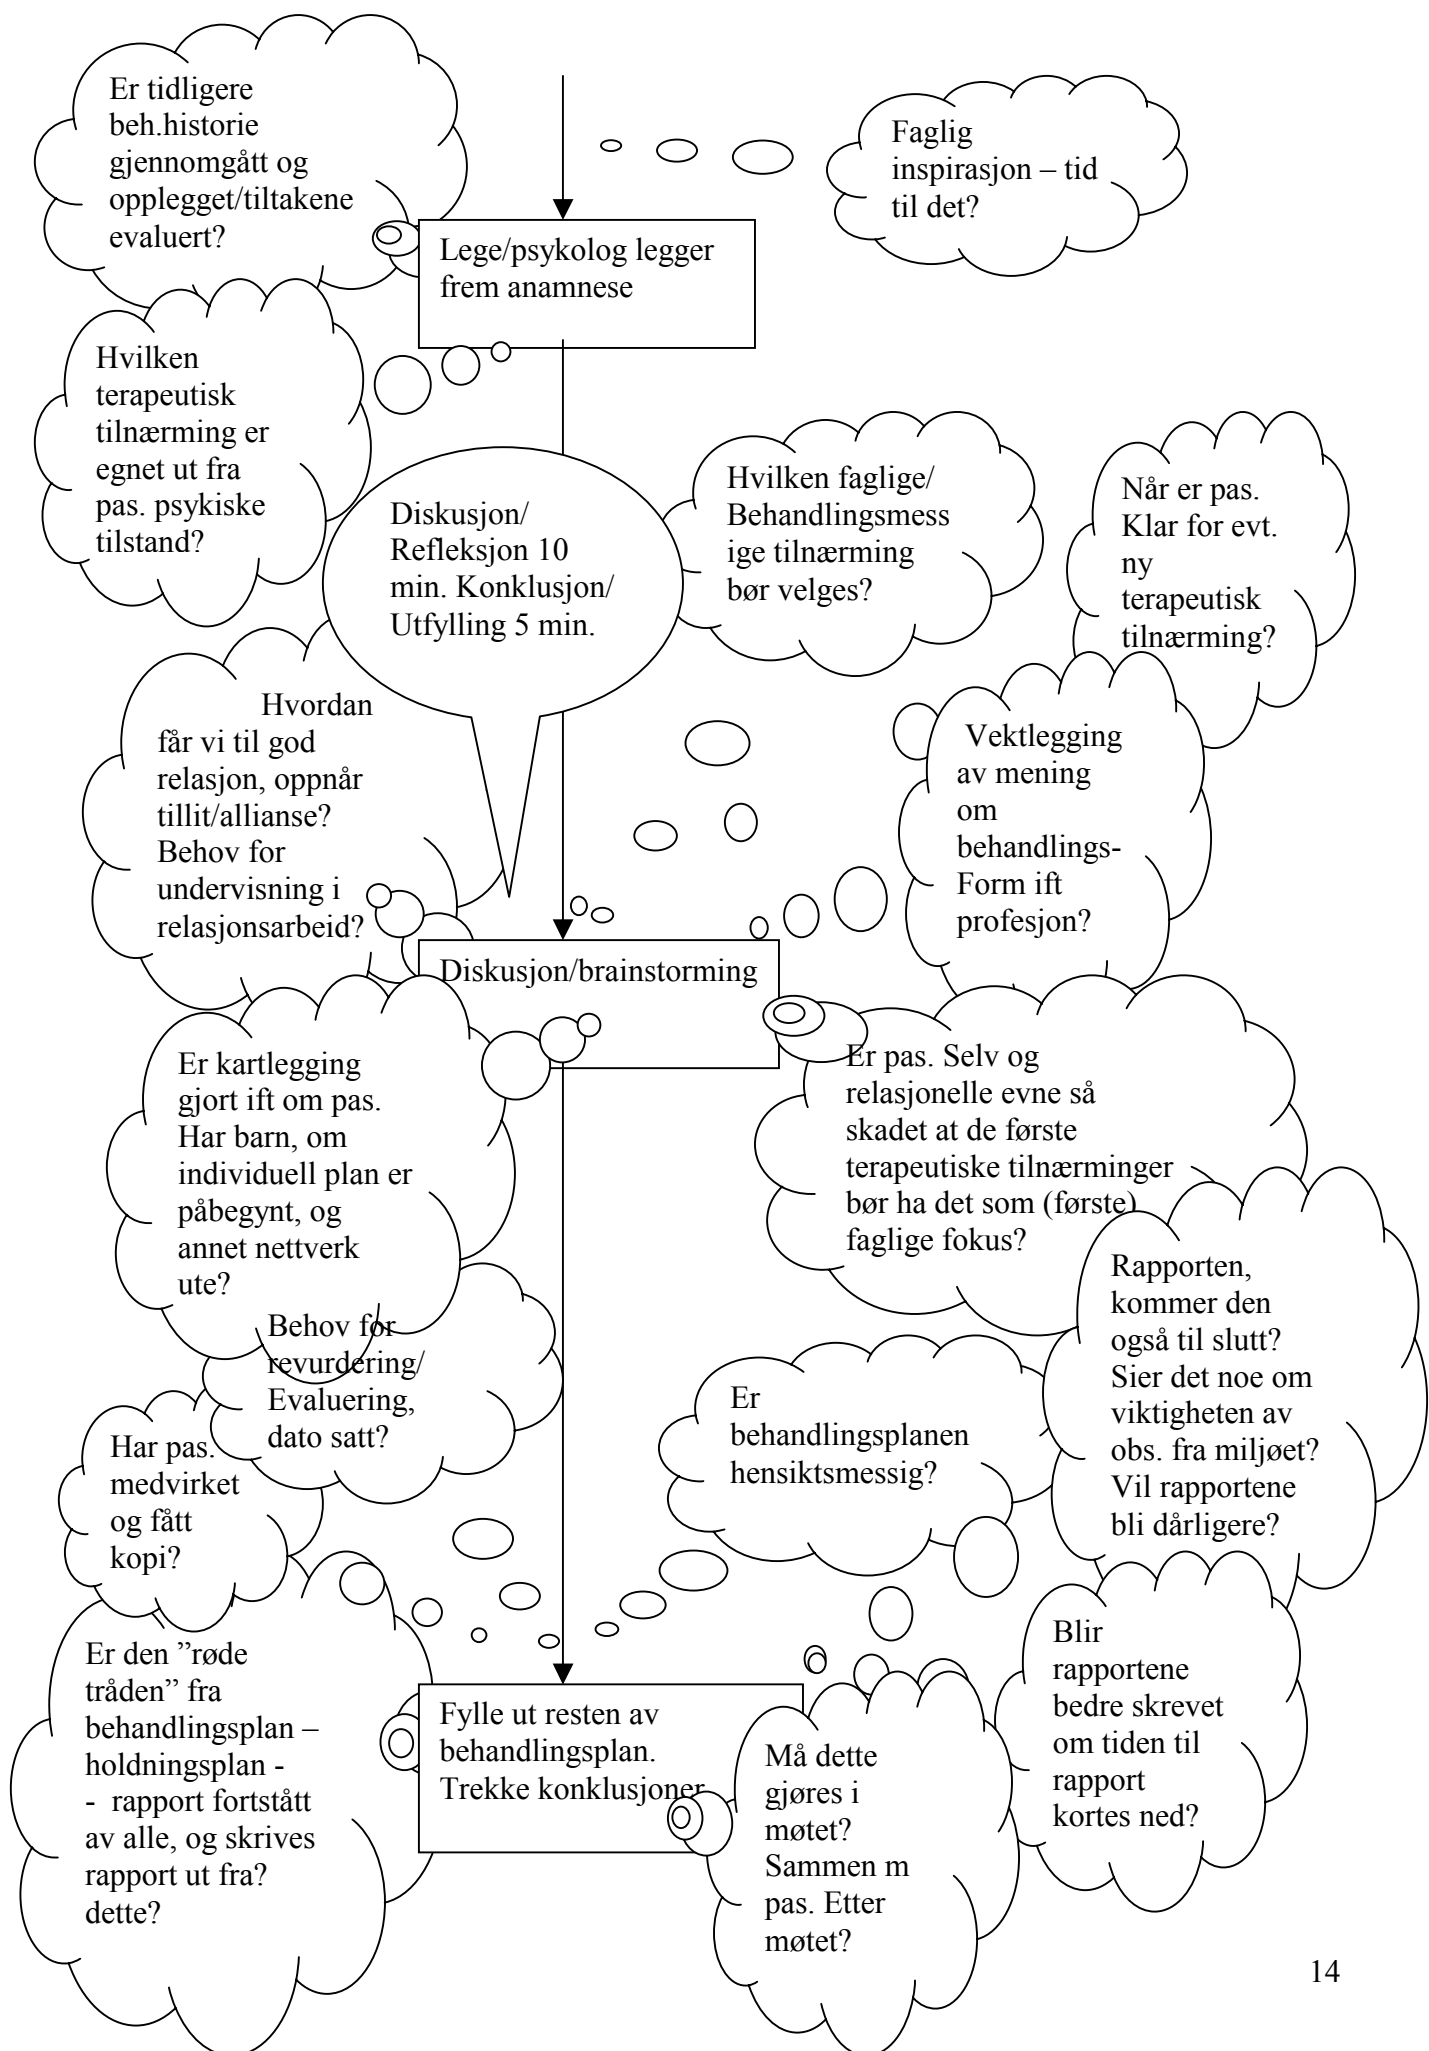 Er tidligere
beh.historie
gjennomgått og
opplegget/tiltakene
evaluert?
Faglig
inspirasjon – tid
til det?
Lege/psykolog legger
frem anamnese
Hvilken
terapeutisk
tilnærming er
egnet ut fra
pas. psykiske
tilstand?
Diskusjon/
Refleksjon 10
min. Konklusjon/
Utfylling 5 min.
Hvilken faglige/
Behandlingsmess
ige tilnærming
bør velges?
Når er pas.
Klar for evt.
ny
terapeutisk
tilnærming?
Hvordan
får vi til god
relasjon, oppnår
tillit/allianse?
Behov for
undervisning i
relasjonsarbeid?
Vektlegging
av mening
om
behandlings-
Form ift
profesjon?
Diskusjon/brainstorming
Er kartlegging
gjort ift om pas.
Har barn, om
individuell plan er
påbegynt, og
annet nettverk
ute?
Er pas. Selv og
relasjonelle evne så
skadet at de første
terapeutiske tilnærminger
bør ha det som (første)
faglige fokus?
Rapporten,
kommer den
også til slutt?
Sier det noe om
viktigheten av
obs. fra miljøet?
Vil rapportene
bli dårligere?
Behov for
revurdering/
Evaluering,
dato satt?
Er
behandlingsplanen
hensiktsmessig?
Har pas.
medvirket
og fått
kopi?
Er den ”røde
tråden” fra
behandlingsplan –
holdningsplan -
- rapport fortstått
av alle, og skrives
rapport ut fra?
dette?
Fylle ut resten av
behandlingsplan.
Trekke konklusjoner
Må dette
gjøres i
møtet?
Sammen m
pas. Etter
møtet?
Blir
rapportene
bedre skrevet
om tiden til
rapport
kortes ned?
14